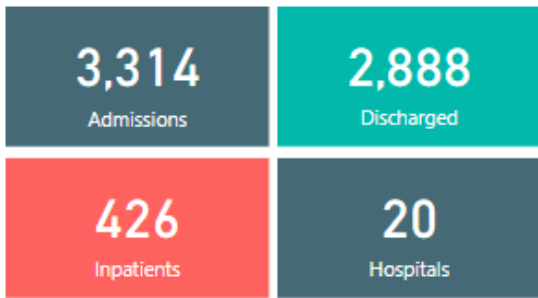 3,314
Admissions
2,888
Discharged
426
Inpatients
20
Hospitals